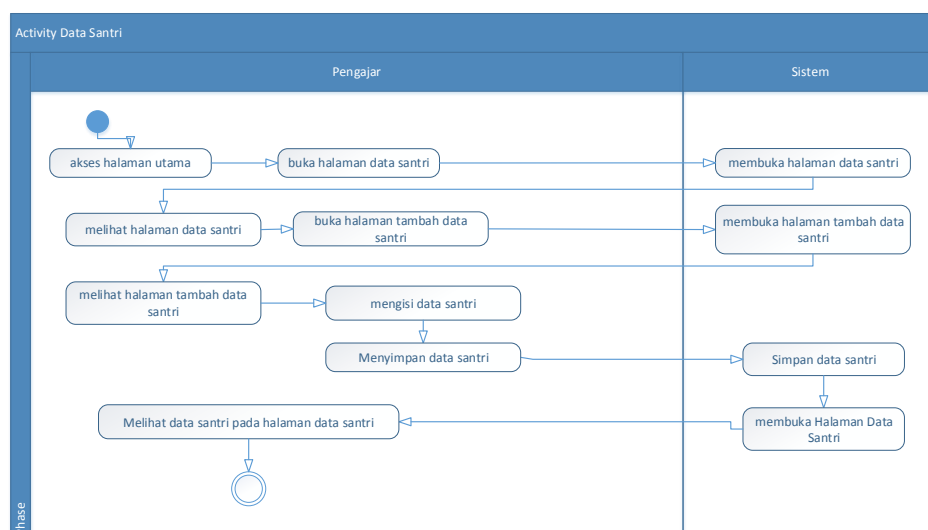 Activity Data Santri
Pengajar
Sistem
akses halaman utama
buka halaman data santri
membuka halaman data santri
melihat halaman data santri
buka halaman tambah data
santri
membuka halaman tambah data
santri
melihat halaman tambah data
santri
mengisi data santri
Menyimpan data santri
Simpan data santri
Melihat data santri pada halaman data santri
membuka Halaman Data
Santri